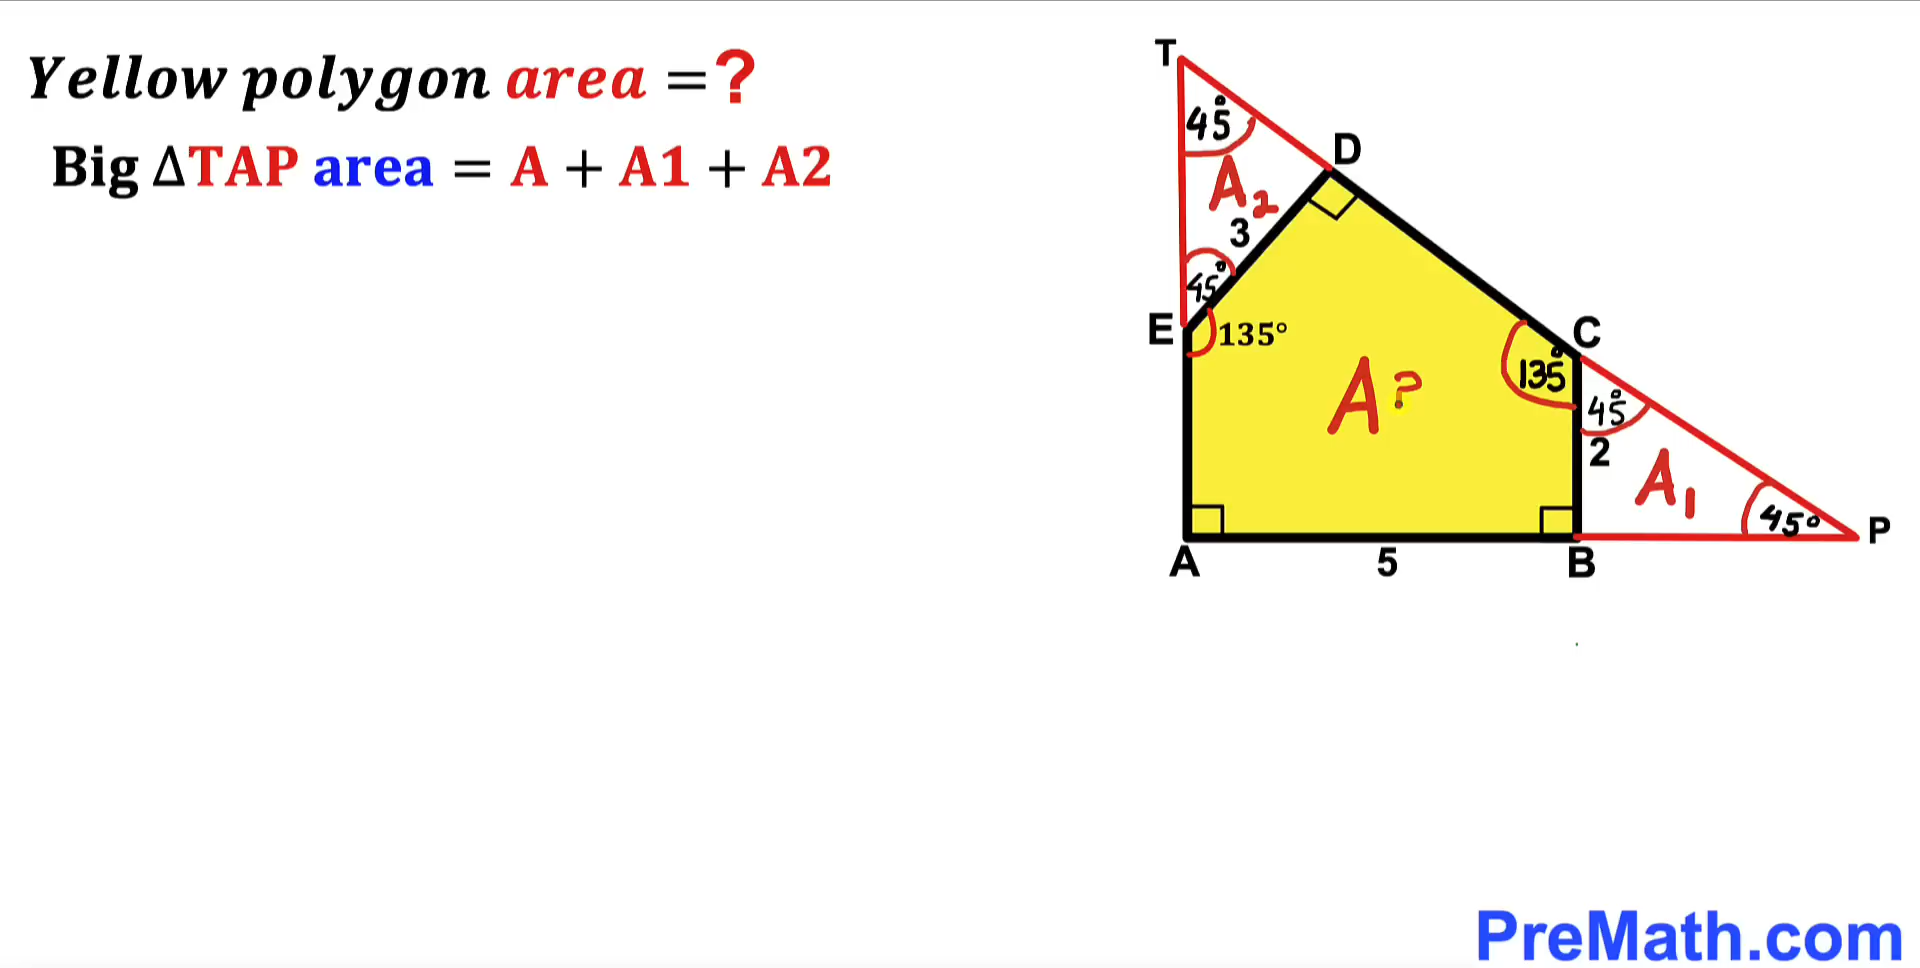 Yellow polygon area =?
Big ΔTAP area = A + A1 + A2
T
45°
D
A₂
3
45°
E
135°
C
135°
A?
45°
2
A₁
45°
P
A
5
B
PreMath.com